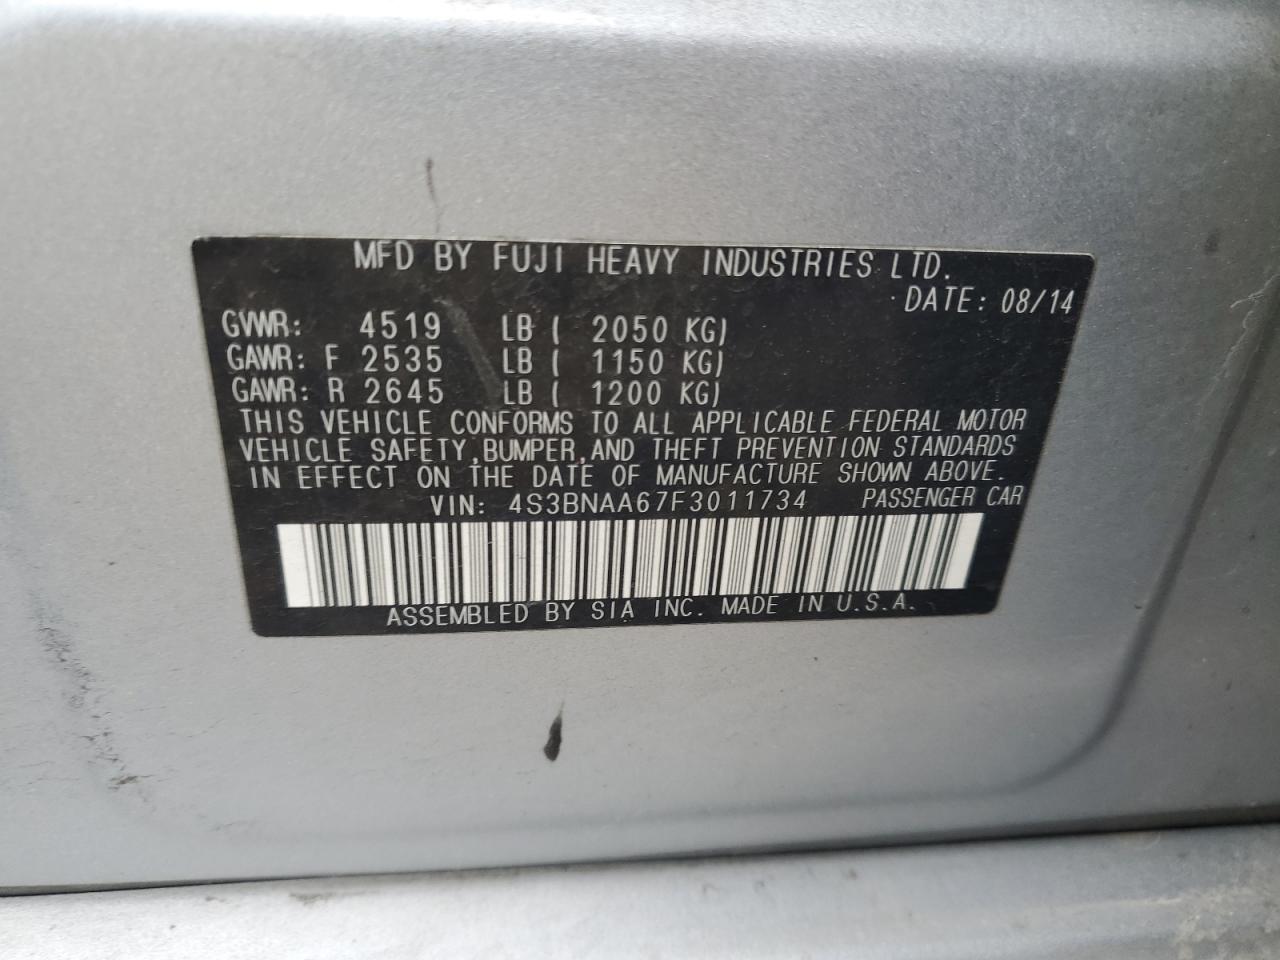 MFD BY FUJI HEAVY INDUSTRIES LTD.
DATE: 08/14
GVWR: 4519 LB ( 2050 KG)
GAWR: F 2535 LB ( 1150 KG)
GAWR: R 2645 LB ( 1200 KG)
THIS VEHICLE CONFORMS TO ALL APPLICABLE FEDERAL MOTOR
VEHICLE SAFETY,BUMPER,AND THEFT PREVENTION STANDARDS
IN EFFECT ON THE DATE OF MANUFACTURE SHOWN ABOVE.
VIN: 4S3BNAA67F3011734 PASSENGER CAR
ASSEMBLED BY SIA INC. MADE IN U.S.A.